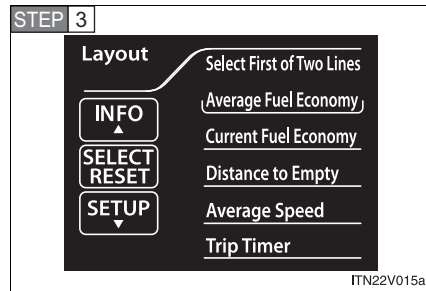 STEP 3
Layout
Select First of Two Lines
INFO
Average Fuel Economy
Current Fuel Economy
SELECT
RESET
Distance to Empty
SETUP
Average Speed
Trip Timer
ITN22V015a